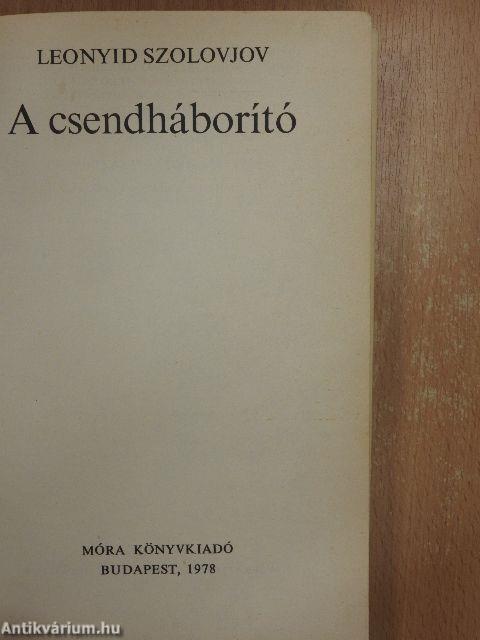 LEONYID SZOLOVJOV
A csendháborító
MÓRA KÖNYVKIADÓ
BUDAPEST, 1978
Antikvárium.hu